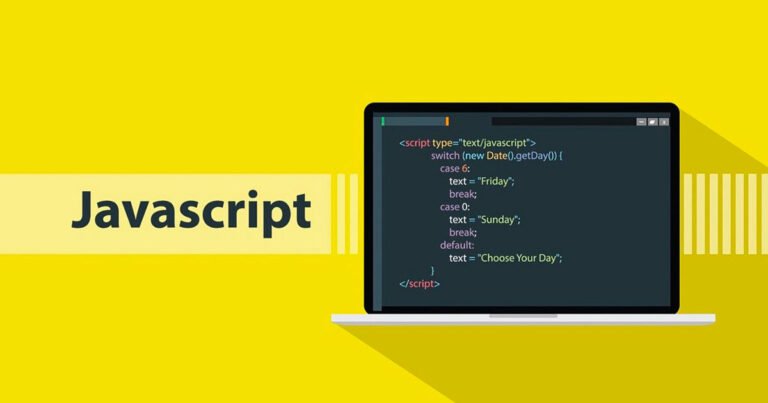 Javascript
<script type="text/javascript">
switch (new Date().getDay()) {
case 6:
text = "Friday";
break;
case 0:
text = "Sunday";
break;
default:
text = "Choose Your Day";
}
</script>